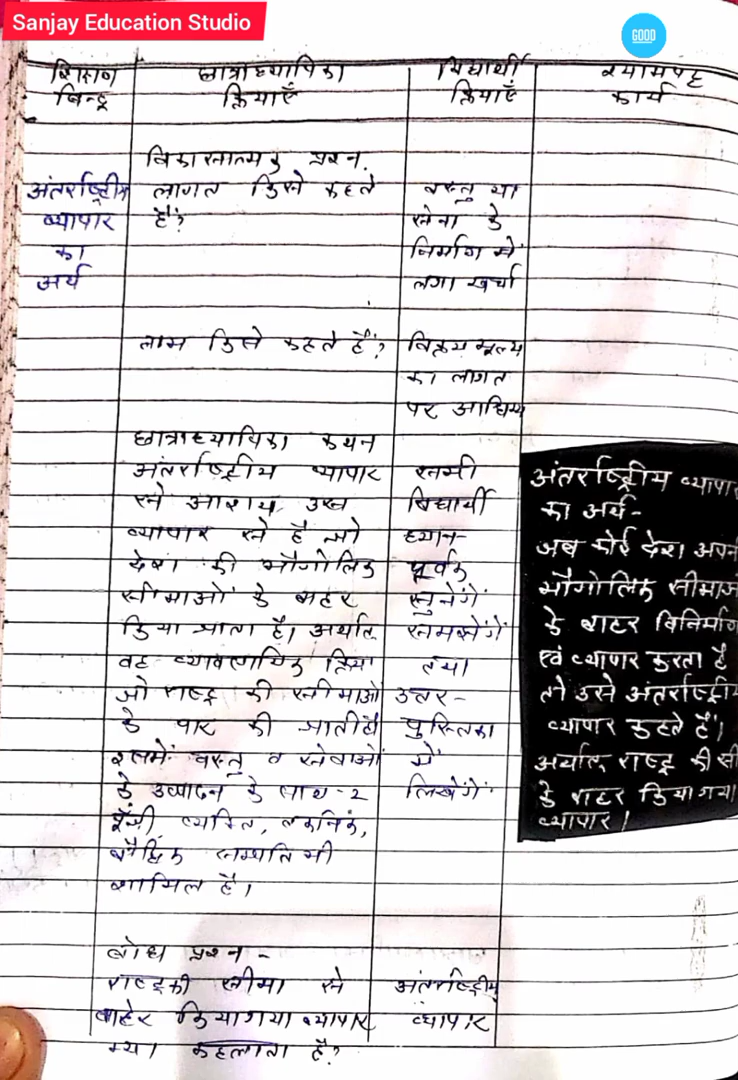 Sanjay Education Studio
GOOD
शिक्षण
बिन्दु
छात्राध्यापिका
क्रियाएँ
विद्यार्थी
क्रियाएँ
श्यामपट्ट
कार्य
अंतर्राष्ट्रीय
व्यापार
का
अर्थ
विकासात्मक प्रश्न.
लागत किसे कहते
हैं?
वस्तु या
सेवा के
निर्माण में
लगा खर्चा
लाभ किसे कहते हैं?
विक्रय मूल्य
का लागत
पर आधिक्य
छात्राध्यापिका कथन
अंतर्राष्ट्रीय व्यापार
से आशय उस
व्यापार से है जो
देश की भौगोलिक
सीमाओं के बाहर
किया जाता है। अर्थात्
वह व्यावसायिक क्रिया
जो राष्ट्र की सीमाओं
के पार की जाती है।
इसमें वस्तु व सेवाओं
के उत्पादन के साथ-2
पूँजी व्यक्ति, तकनिक,
बौद्धिक सम्पति भी
शामिल है।
सभी
विद्यार्थी
ध्यान-
पूर्वक
सुनेगें
समझेगें
तथा
उत्तर-
पुस्तिका
में
लिखेगें
अंतर्राष्ट्रीय व्यापार
का अर्थ-
जब कोई देश अपनी
भौगोलिक सीमाओं
के बाहर विनिर्माण
एवं व्यापार करता है
तो उसे अंतर्राष्ट्रीय
व्यापार कहते हैं।
अर्थात् राष्ट्र की सी
के बाहर किया गया
व्यापार।
बोध प्रश्न -
राष्ट्र की सीमा से
बाहर किया गया व्यापार
क्या कहलाता है?
अंतर्राष्ट्रीय
व्यापार